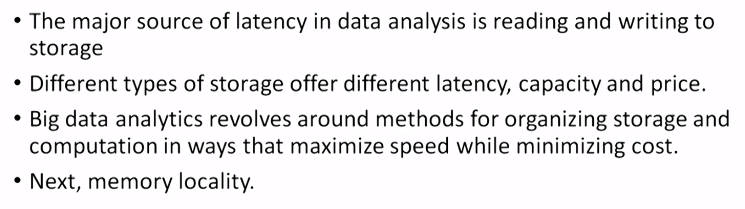 • The major source of latency in data analysis is reading and writing to
storage
• Different types of storage offer different latency, capacity and price.
• Big data analytics revolves around methods for organizing storage and
computation in ways that maximize speed while minimizing cost.
• Next, memory locality.